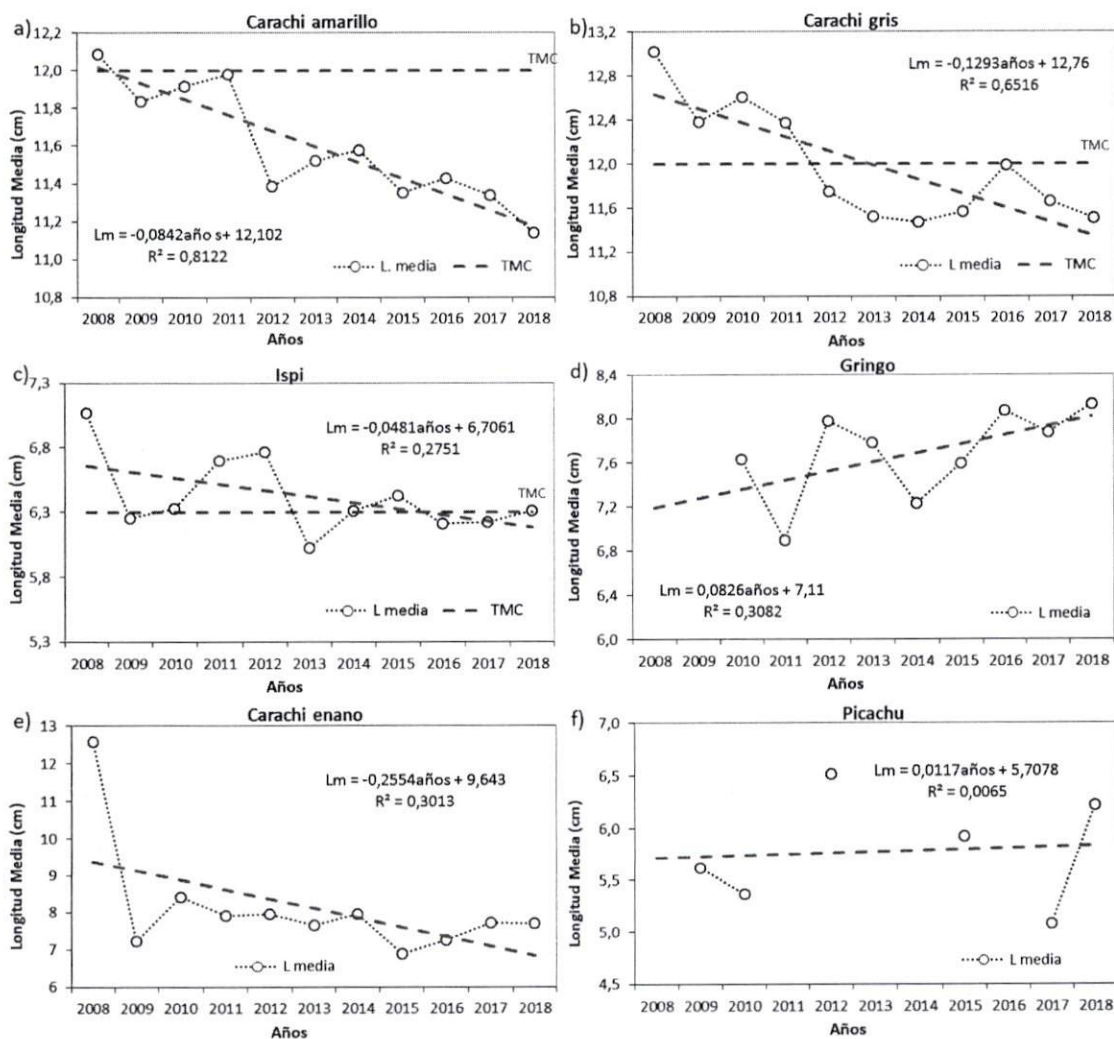 a)
Carachi amarillo
12,2
12,0
11,8
11,6
11,4
11,2
11,0
10,8
Longitud Media (cm)
TMC
Lm = -0,0842año s+ 12,102
R² = 0,8122
L. media
TMC
2008 2009 2010 2011 2012 2013 2014 2015 2016 2017 2018
Años
b)
Carachi gris
13,2
12,8
12,4
12,0
11,6
11,2
10,8
Longitud Media (cm)
Lm = -0,1293años + 12,76
R² = 0,6516
TMC
L media
TMC
2008 2009 2010 2011 2012 2013 2014 2015 2016 2017 2018
Años
c)
Ispi
7,3
6,8
6,3
5,8
5,3
Longitud Media (cm)
Lm = -0,0481años + 6,7061
R² = 0,2751
TMC
L media
TMC
2008 2009 2010 2011 2012 2013 2014 2015 2016 2017 2018
Años
d)
Gringo
8,4
8,0
7,6
7,2
6,8
6,4
6,0
Longitud Media (cm)
Lm = 0,0826años + 7,11
R² = 0,3082
L media
2008 2009 2010 2011 2012 2013 2014 2015 2016 2017 2018
Años
e)
Carachi enano
13
12
11
10
9
8
7
6
Longitud Media (cm)
Lm = -0,2554años + 9,643
R² = 0,3013
L media
2008 2009 2010 2011 2012 2013 2014 2015 2016 2017 2018
Años
f)
Picachu
7,0
6,5
6,0
5,5
5,0
4,5
Longitud Media (cm)
Lm = 0,0117años + 5,7078
R² = 0,0065
L media
2008 2009 2010 2011 2012 2013 2014 2015 2016 2017 2018
Años